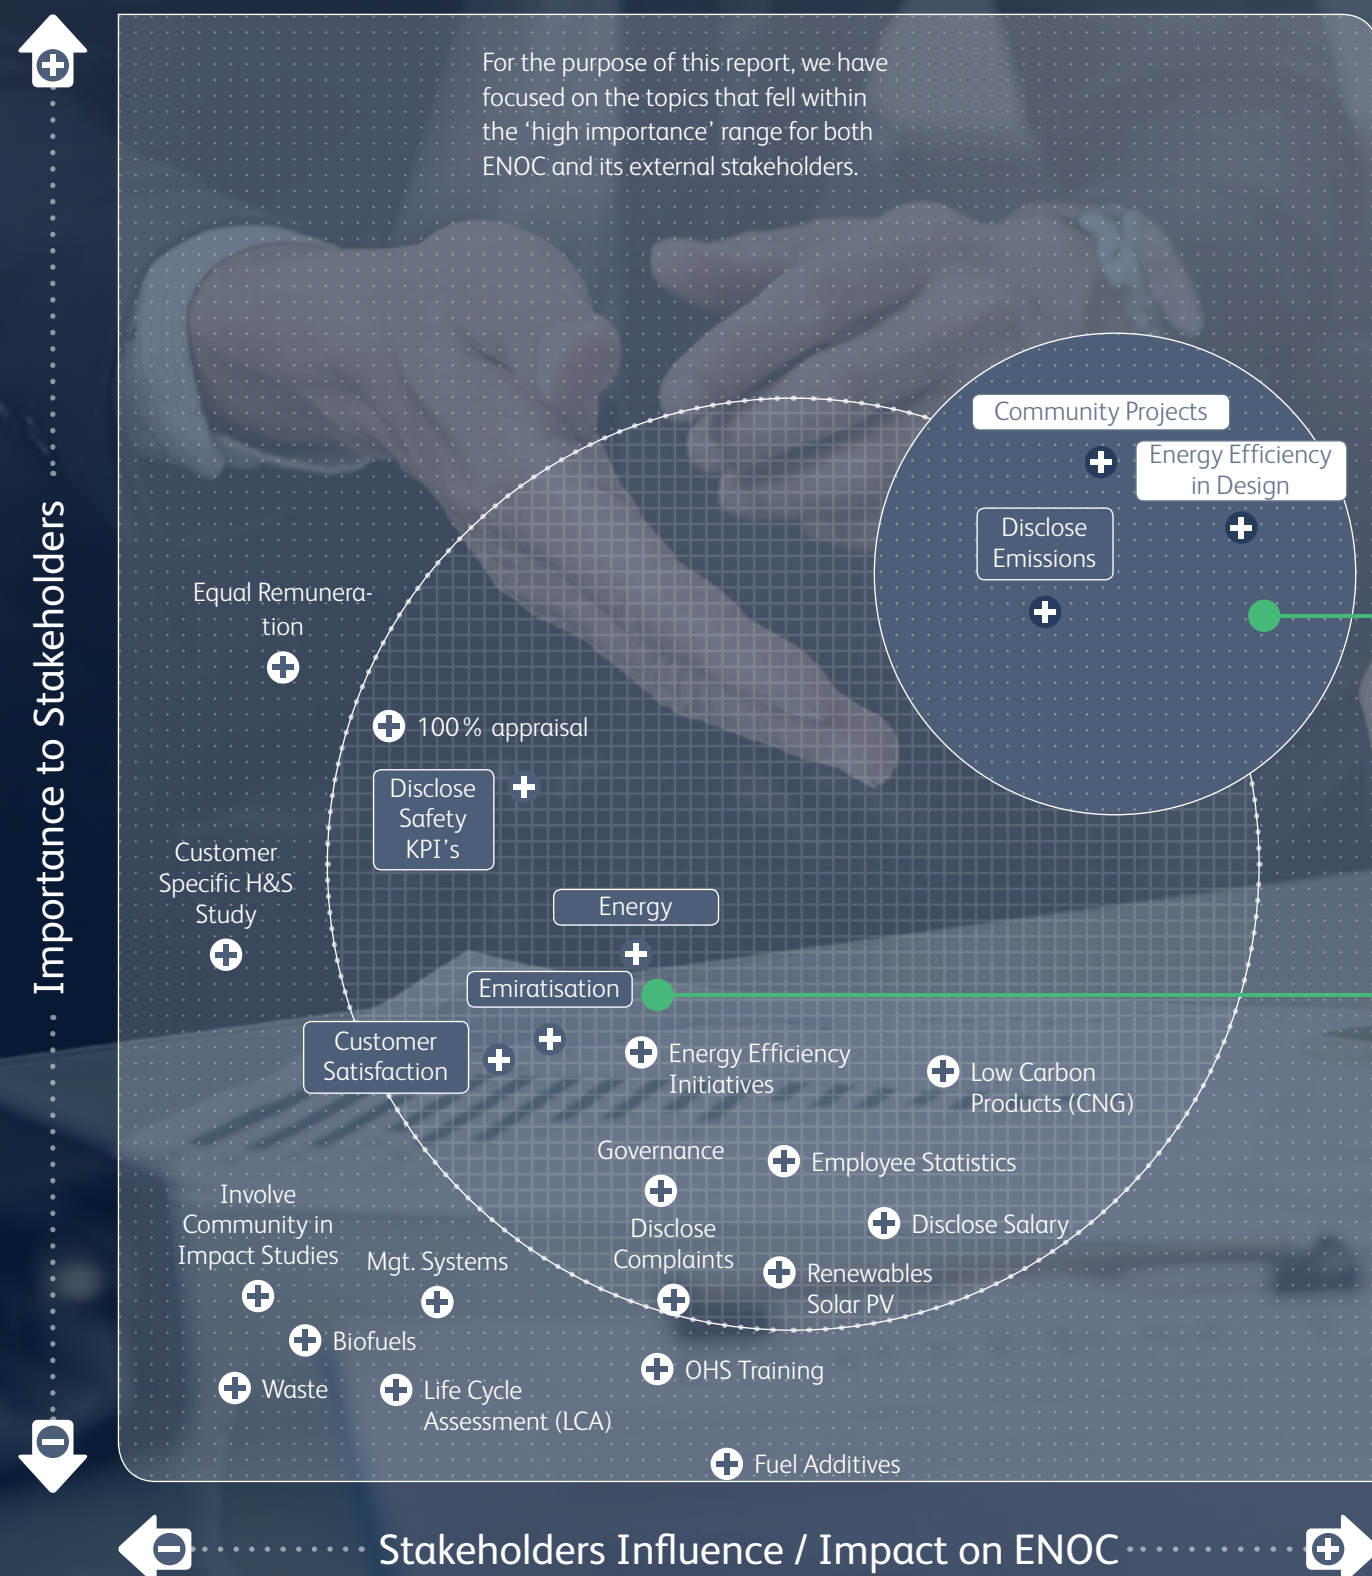 For the purpose of this report, we have
focused on the topics that fell within
the ‘high importance’ range for both
ENOC and its external stakeholders.
Importance to Stakeholders
Community Projects
Energy Efficiency
in Design
Disclose
Emissions
Equal Remunera-
tion
100% appraisal
Disclose
Safety
KPI’s
Customer
Specific H&S
Study
Energy
Emiratisation
Customer
Satisfaction
Energy Efficiency
Initiatives
Low Carbon
Products (CNG)
Governance
Employee Statistics
Involve
Community in
Impact Studies
Mgt. Systems
Disclose
Complaints
Disclose Salary
Renewables
Solar PV
Biofuels
Waste
Life Cycle
Assessment (LCA)
OHS Training
Fuel Additives
Stakeholders Influence / Impact on ENOC